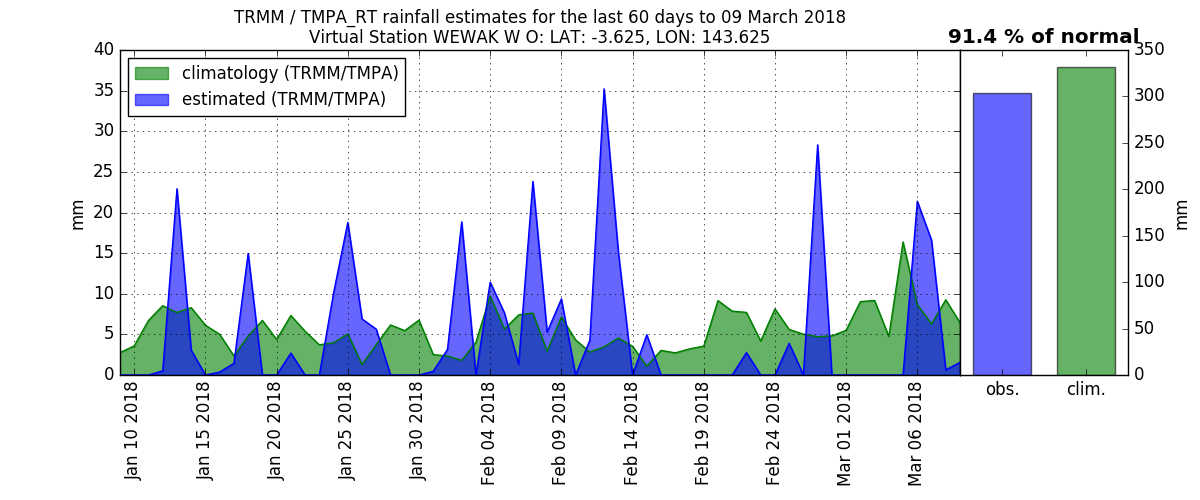 TRMM / TMPA_RT rainfall estimates for the last 60 days to 09 March 2018
Virtual Station WEWAK W O: LAT: -3.625, LON: 143.625
91.4 % of normal
climatology (TRMM/TMPA)
estimated (TRMM/TMPA)
mm
40
35
30
25
20
15
10
5
0
Jan 10 2018
Jan 15 2018
Jan 20 2018
Jan 25 2018
Jan 30 2018
Feb 04 2018
Feb 09 2018
Feb 14 2018
Feb 19 2018
Feb 24 2018
Mar 01 2018
Mar 06 2018
obs.
clim.
350
300
250
200
150
100
50
0
mm